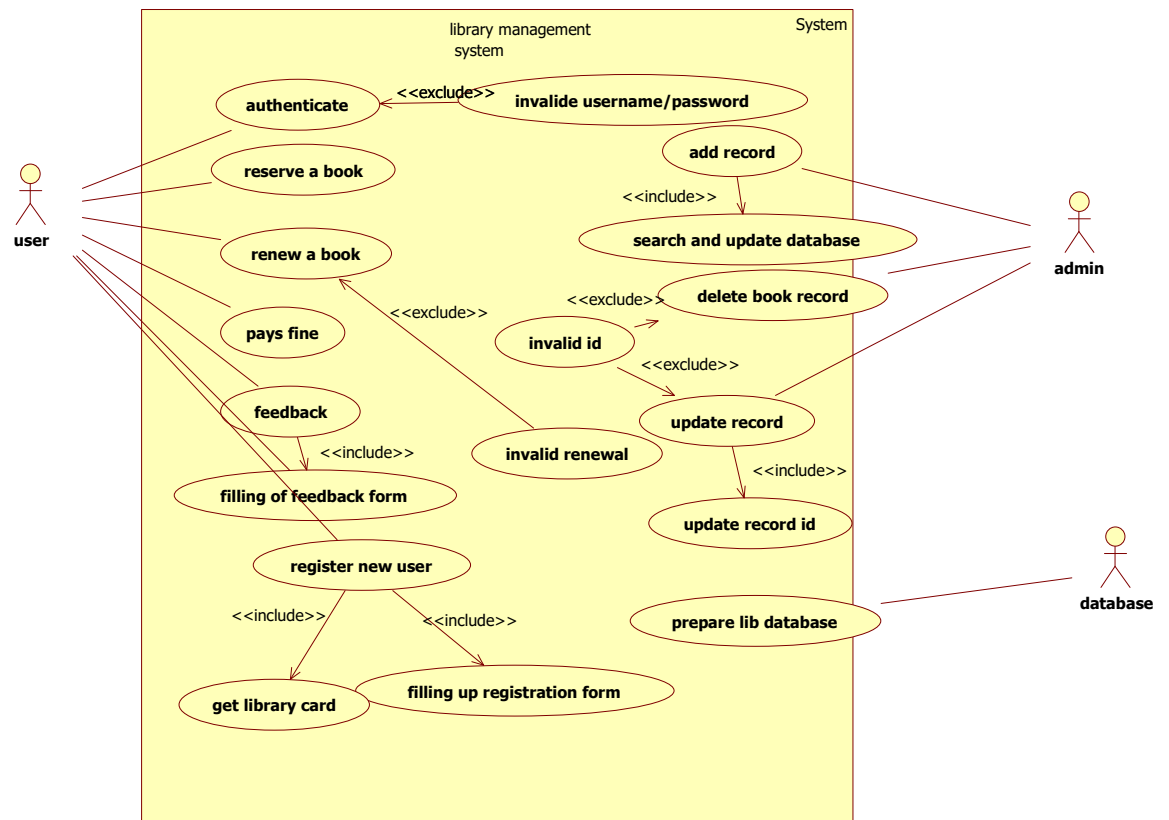 System
library management
system
<<exclude>>
authenticate
invalide username/password
add record
reserve a book
<<include>>
user
renew a book
search and update database
admin
<<exclude>>
delete book record
<<exclude>>
pays fine
invalid id
<<exclude>>
feedback
update record
<<include>>
invalid renewal
<<include>>
filling of feedback form
update record id
register new user
database
<<include>>
<<include>>
prepare lib database
filling up registration form
get library card